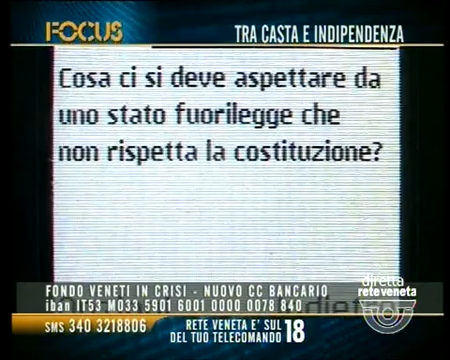 FOCUS
TRA CASTA E INDIPENDENZA
Cosa ci si deve aspettare da
uno stato fuorilegge che
non rispetta la costituzione?
FONDO VENETI IN CRISI - NUOVO CC BANCARIO
iban IT53 M033 5901 6001 0000 0078 840
diretta
reteveneta
SMS 340 3218806
RETE VENETA E' SUL
DEL TUO TELECOMANDO
18